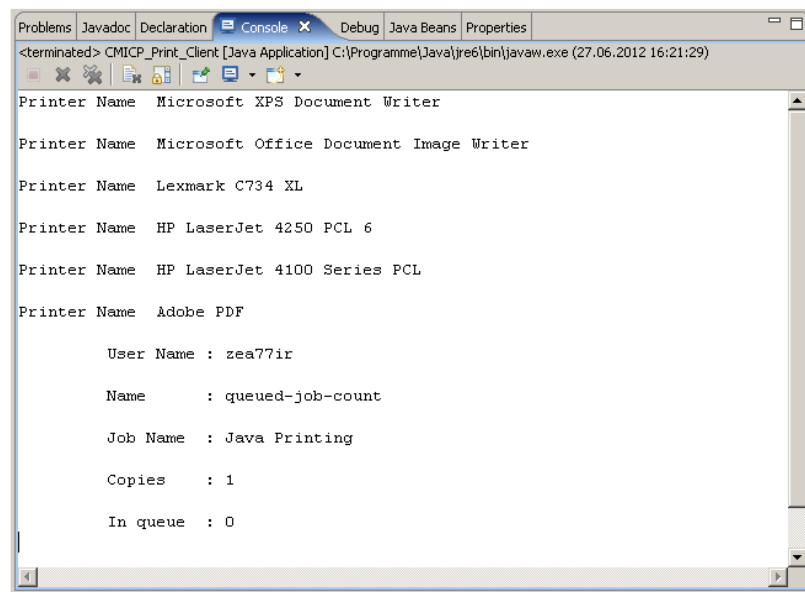 Problems Javadoc Declaration Console Debug Java Beans Properties
<terminated> CMICP_Print_Client [Java Application] C:\Programme\Java\jre6\bin\javaw.exe (27.06.2012 16:21:29)
Printer Name  Microsoft XPS Document Writer
Printer Name  Microsoft Office Document Image Writer
Printer Name  Lexmark C734 XL
Printer Name  HP LaserJet 4250 PCL 6
Printer Name  HP LaserJet 4100 Series PCL
Printer Name  Adobe PDF
User Name : zea77ir
Name      : queued-job-count
Job Name  : Java Printing
Copies    : 1
In queue  : 0